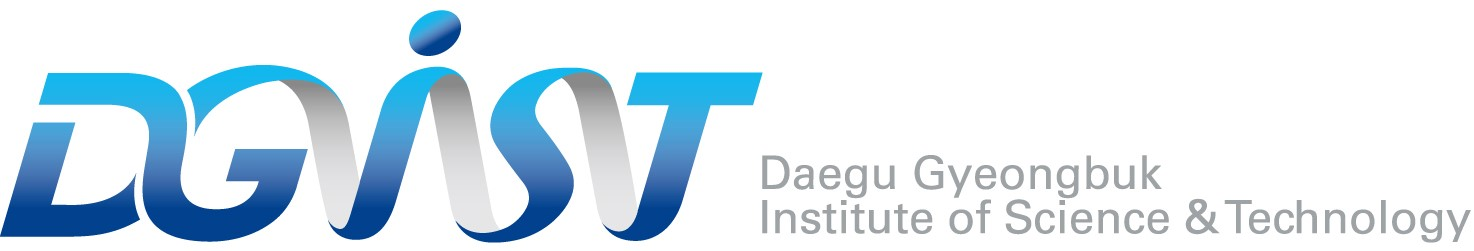 DGIST
Daegu Gyeongbuk
Institute of Science & Technology